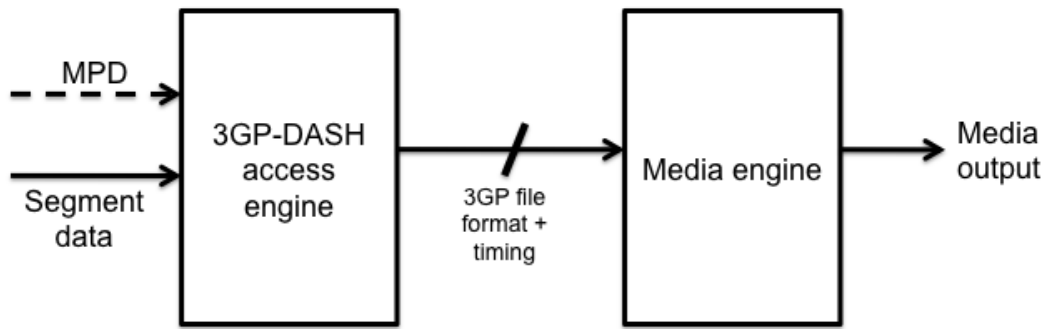 MPD
Segment
data
3GP-DASH
access
engine
3GP file
format +
timing
Media engine
Media
output